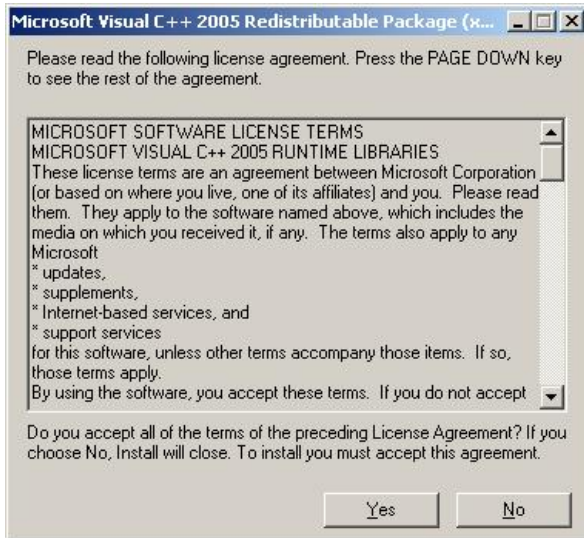 Microsoft Visual C++ 2005 Redistributable Package (x...
Please read the following license agreement. Press the PAGE DOWN key
to see the rest of the agreement.
MICROSOFT SOFTWARE LICENSE TERMS
MICROSOFT VISUAL C++ 2005 RUNTIME LIBRARIES
These license terms are an agreement between Microsoft Corporation
(or based on where you live, one of its affiliates) and you.  Please read
them.  They apply to the software named above, which includes the
media on which you received it, if any.  The terms also apply to any
Microsoft
* updates,
* supplements,
* Internet-based services, and
* support services
for this software, unless other terms accompany those items.  If so,
those terms apply.
By using the software, you accept these terms.  If you do not accept
Do you accept all of the terms of the preceding License Agreement? If you
choose No, Install will close. To install you must accept this agreement.
Yes No